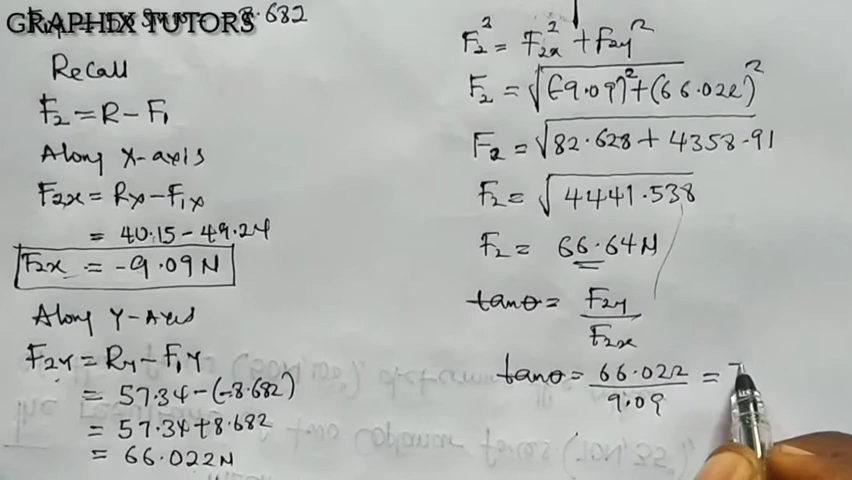 GRAPHIX TUTORS
8.682
Recall
F₂ = R - F₁
Along X-axis
F₂x = Rx - F₁x
= 40.15 - 49.24
F₂x = -9.09N
Along Y-Axis
F₂Y = Ry - F₁Y
= 57.34 - (-8.682)
= 57.34 + 8.682
= 66.022N
F₂² = F₂x² + F₂y²
F₂ = √(-9.09)² + (66.022)²
F₂ = √82.628 + 4358.91
F₂ = √4441.538
F₂ = 66.64N
tanθ = F₂y / F₂x
tanθ = 66.022 / 9.09 =